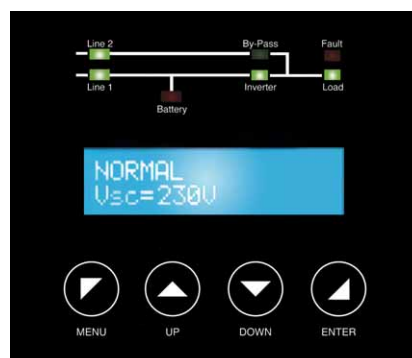 Line 2 By-Pass Fault
Line 1 Inverter Load
Battery
NORMAL
Vsc=230V
MENU UP DOWN ENTER